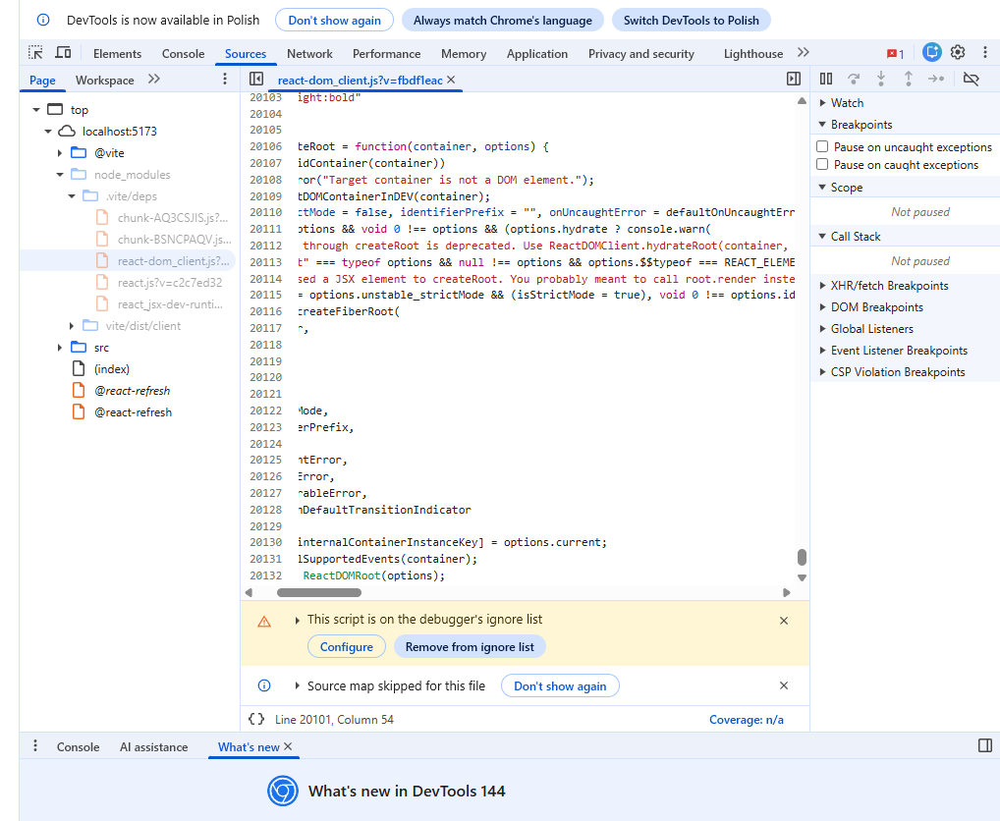 DevTools is now available in Polish Don't show again Always match Chrome's language Switch DevTools to Polish
Elements Console Sources Network Performance Memory Application Privacy and security Lighthouse 1
Page Workspace
top
localhost:5173
@vite
node_modules
.vite/deps
chunk-AQ3CSJIS.js?...
chunk-BSNCPAQV.js...
react-dom_client.js?...
react.js?v=c2c7ed32
react_jsx-dev-runti...
vite/dist/client
src
(index)
@react-refresh
@react-refresh
react-dom_client.js?v=fbdf1eac
20103 ight:bold"
20104
20105
20106 teRoot = function(container, options) {
20107 idContainer(container))
20108 ror("Target container is not a DOM element.");
20109 tDOMContainerInDEV(container);
20110 ctMode = false, identifierPrefix = "", onUncaughtError = defaultOnUncaughtErr
20111 ptions && void 0 !== options && (options.hydrate ? console.warn(
20112 through createRoot is deprecated. Use ReactDOMClient.hydrateRoot(container,
20113 t" === typeof options && null !== options && options.$$typeof === REACT_ELEME
20114 sed a JSX element to createRoot. You probably meant to call root.render inste
20115 = options.unstable_strictMode && (isStrictMode = true), void 0 !== options.id
20116 createFiberRoot(
20117 r,
20118
20119
20120
20121
20122 Mode,
20123 erPrefix,
20124
20125 ntError,
20126 Error,
20127 rableError,
20128 nDefaultTransitionIndicator
20129
20130 internalContainerInstanceKey] = options.current;
20131 lSupportedEvents(container);
20132 ReactDOMRoot(options);
This script is on the debugger's ignore list
Configure Remove from ignore list
Source map skipped for this file Don't show again
{ } Line 20101, Column 54 Coverage: n/a
Watch
Breakpoints
Pause on uncaught exceptions
Pause on caught exceptions
Scope
Not paused
Call Stack
Not paused
XHR/fetch Breakpoints
DOM Breakpoints
Global Listeners
Event Listener Breakpoints
CSP Violation Breakpoints
Console AI assistance What's new
What's new in DevTools 144